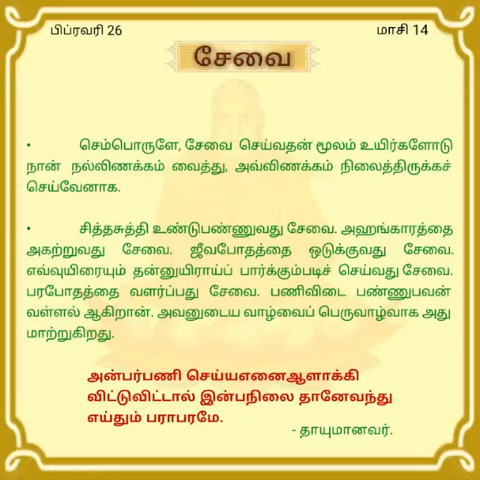 பிப்ரவரி 26
மாசி 14
சேவை
• செம்பொருளே, சேவை செய்வதன் மூலம் உயிர்களோடு
நான் நல்லிணக்கம் வைத்து, அவ்விணக்கம் நிலைத்திருக்கச்
செய்வேனாக.
• சித்தசுத்தி உண்டுபண்ணுவது சேவை. அஹங்காரத்தை
அகற்றுவது சேவை. ஜீவபோதத்தை ஒடுக்குவது சேவை.
எவ்வுயிரையும் தன்னுயிராய்ப் பார்க்கும்படிச் செய்வது சேவை.
பரபோதத்தை வளர்ப்பது சேவை. பணிவிடை பண்ணுபவன்
வள்ளல் ஆகிறான். அவனுடைய வாழ்வைப் பெருவாழ்வாக அது
மாற்றுகிறது.
அன்பர்பணி செய்யஎனைஆளாக்கி
விட்டுவிட்டால் இன்பநிலை தானேவந்து
எய்தும் பராபரமே.
- தாயுமானவர்.